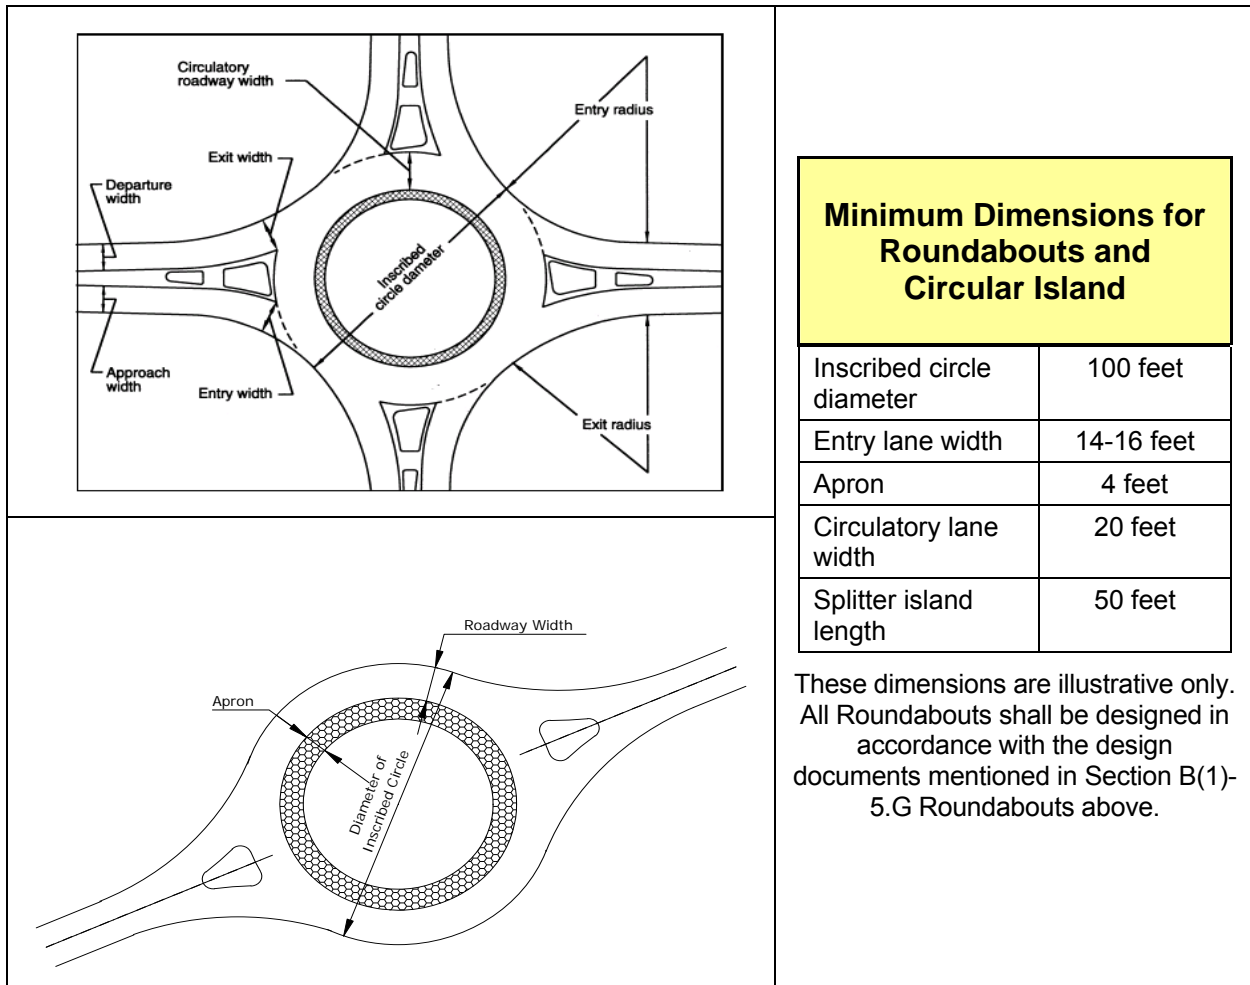 Circulatory
roadway width
Entry radius
Exit width
Departure
width
Inscribed
circle dameter
Approach
width
Entry width
Exit radius
Roadway Width
Apron
Diameter of
Inscribed Circle
Minimum Dimensions for
Roundabouts and
Circular Island
Inscribed circle
diameter
100 feet
Entry lane width
14-16 feet
Apron
4 feet
Circulatory lane
width
20 feet
Splitter island
length
50 feet
These dimensions are illustrative only.
All Roundabouts shall be designed in
accordance with the design
documents mentioned in Section B(1)-
5.G Roundabouts above.